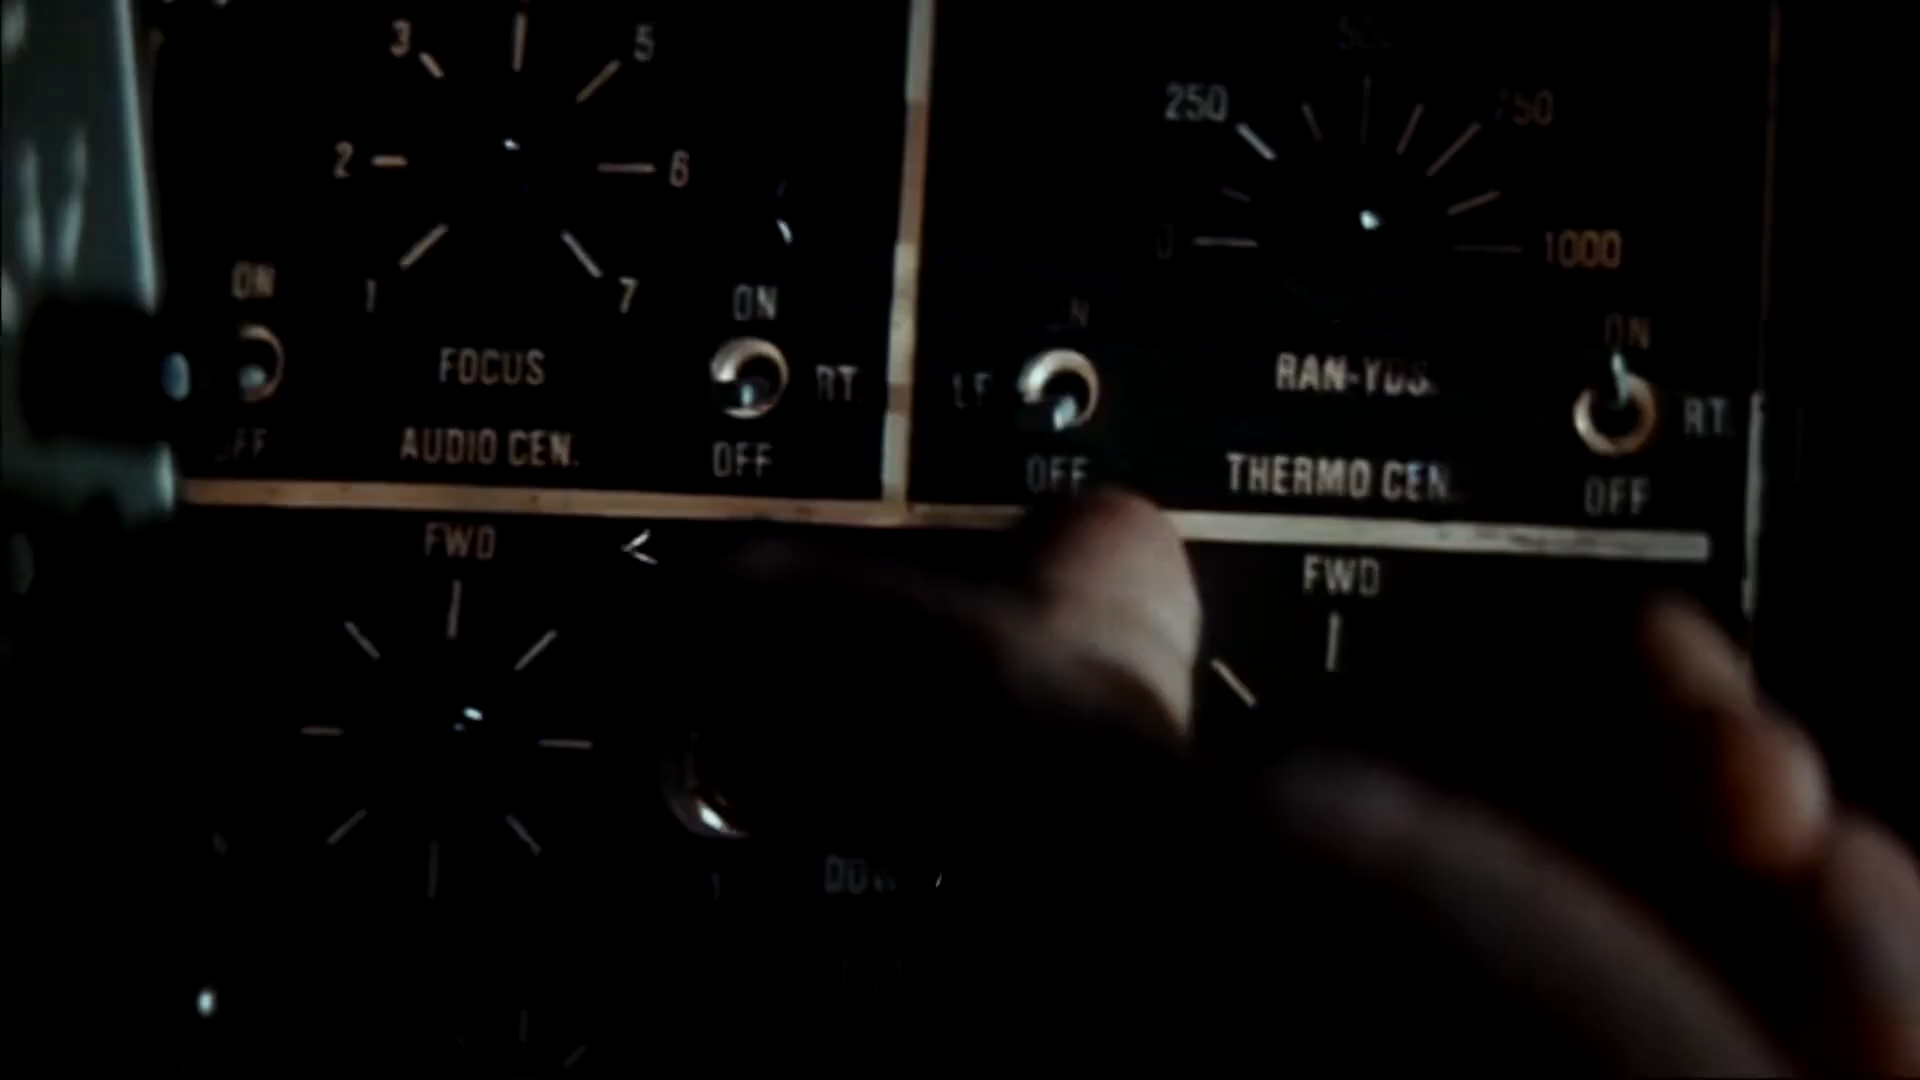 3 5
2 6
1 7
ON ON
FOCUS RT.
AUDIO CEN.
OFF
250 750
1000
ON
RAN-YDS.
RT.
THERMO CEN.
OFF OFF
FWD
FWD